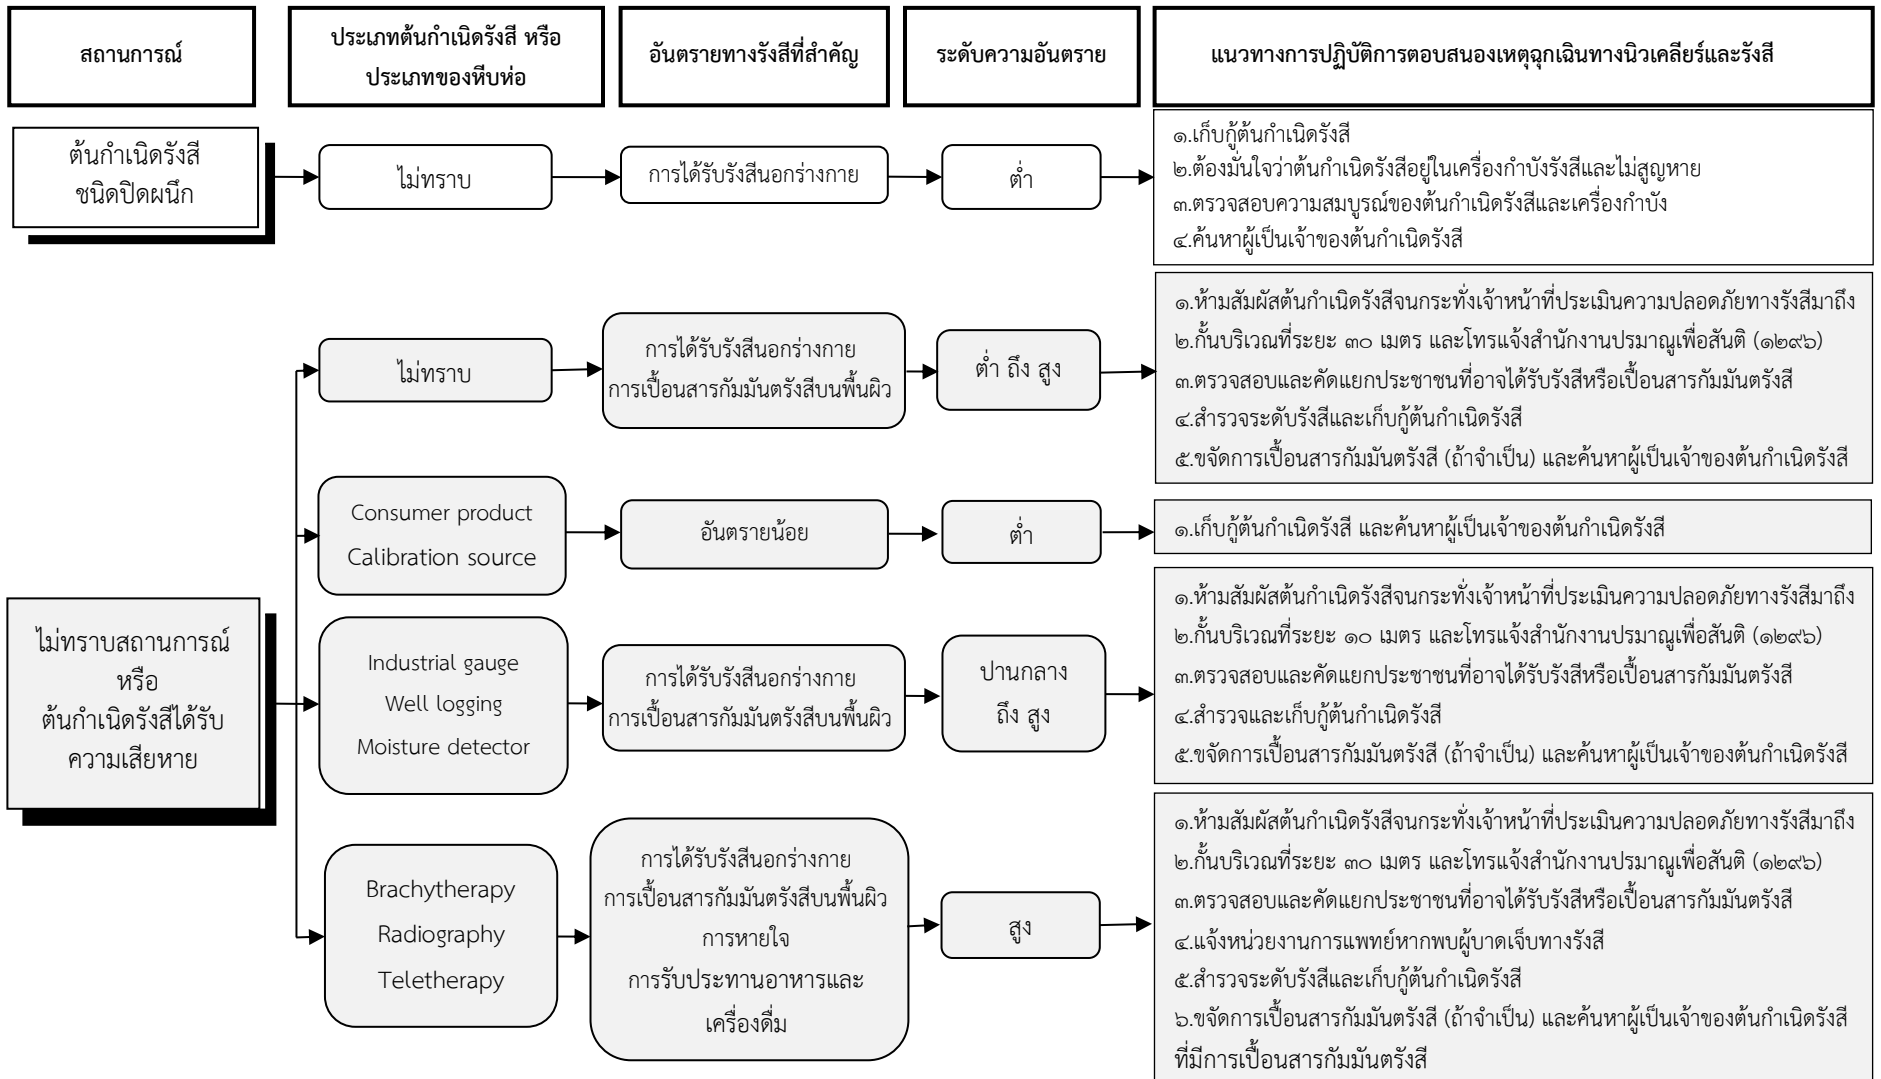 สถานการณ์
ประเภทต้นกำเนิดรังสี หรือ
ประเภทของหีบห่อ
อันตรายทางรังสีที่สำคัญ
ระดับความอันตราย
แนวทางการปฏิบัติการตอบสนองเหตุฉุกเฉินทางนิวเคลียร์และรังสี
ต้นกำเนิดรังสี
ชนิดปิดผนึก
ไม่ทราบ
การได้รับรังสีนอกร่างกาย
ต่ำ
๑.เก็บกู้ต้นกำเนิดรังสี
๒.ต้องมั่นใจว่าต้นกำเนิดรังสีอยู่ในเครื่องกำบังรังสีและไม่สูญหาย
๓.ตรวจสอบความสมบูรณ์ของต้นกำเนิดรังสีและเครื่องกำบัง
๔.ค้นหาผู้เป็นเจ้าของต้นกำเนิดรังสี
ไม่ทราบสถานการณ์
หรือ
ต้นกำเนิดรังสีได้รับ
ความเสียหาย
ไม่ทราบ
การได้รับรังสีนอกร่างกาย
การเปื้อนสารกัมมันตรังสีบนพื้นผิว
ต่ำ ถึง สูง
๑.ห้ามสัมผัสต้นกำเนิดรังสีจนกระทั่งเจ้าหน้าที่ประเมินความปลอดภัยทางรังสีมาถึง
๒.กั้นบริเวณที่ระยะ ๓๐ เมตร และโทรแจ้งสำนักงานปรมาณูเพื่อสันติ (๑๒๙๖)
๓.ตรวจสอบและคัดแยกประชาชนที่อาจได้รับรังสีหรือเปื้อนสารกัมมันตรังสี
๔.สำรวจระดับรังสีและเก็บกู้ต้นกำเนิดรังสี
๕.ขจัดการเปื้อนสารกัมมันตรังสี (ถ้าจำเป็น) และค้นหาผู้เป็นเจ้าของต้นกำเนิดรังสี
Consumer product
Calibration source
อันตรายน้อย
ต่ำ
๑.เก็บกู้ต้นกำเนิดรังสี และค้นหาผู้เป็นเจ้าของต้นกำเนิดรังสี
Industrial gauge
Well logging
Moisture detector
การได้รับรังสีนอกร่างกาย
การเปื้อนสารกัมมันตรังสีบนพื้นผิว
ปานกลาง
ถึง สูง
๑.ห้ามสัมผัสต้นกำเนิดรังสีจนกระทั่งเจ้าหน้าที่ประเมินความปลอดภัยทางรังสีมาถึง
๒.กั้นบริเวณที่ระยะ ๑๐ เมตร และโทรแจ้งสำนักงานปรมาณูเพื่อสันติ (๑๒๙๖)
๓.ตรวจสอบและคัดแยกประชาชนที่อาจได้รับรังสีหรือเปื้อนสารกัมมันตรังสี
๔.สำรวจและเก็บกู้ต้นกำเนิดรังสี
๕.ขจัดการเปื้อนสารกัมมันตรังสี (ถ้าจำเป็น) และค้นหาผู้เป็นเจ้าของต้นกำเนิดรังสี
Brachytherapy
Radiography
Teletherapy
การได้รับรังสีนอกร่างกาย
การเปื้อนสารกัมมันตรังสีบนพื้นผิว
การหายใจ
การรับประทานอาหารและ
เครื่องดื่ม
สูง
๑.ห้ามสัมผัสต้นกำเนิดรังสีจนกระทั่งเจ้าหน้าที่ประเมินความปลอดภัยทางรังสีมาถึง
๒.กั้นบริเวณที่ระยะ ๓๐ เมตร และโทรแจ้งสำนักงานปรมาณูเพื่อสันติ (๑๒๙๖)
๓.ตรวจสอบและคัดแยกประชาชนที่อาจได้รับรังสีหรือเปื้อนสารกัมมันตรังสี
๔.แจ้งหน่วยงานการแพทย์หากพบผู้บาดเจ็บทางรังสี
๕.สำรวจระดับรังสีและเก็บกู้ต้นกำเนิดรังสี
๖.ขจัดการเปื้อนสารกัมมันตรังสี (ถ้าจำเป็น) และค้นหาผู้เป็นเจ้าของต้นกำเนิดรังสี
ที่มีการเปื้อนสารกัมมันตรังสี